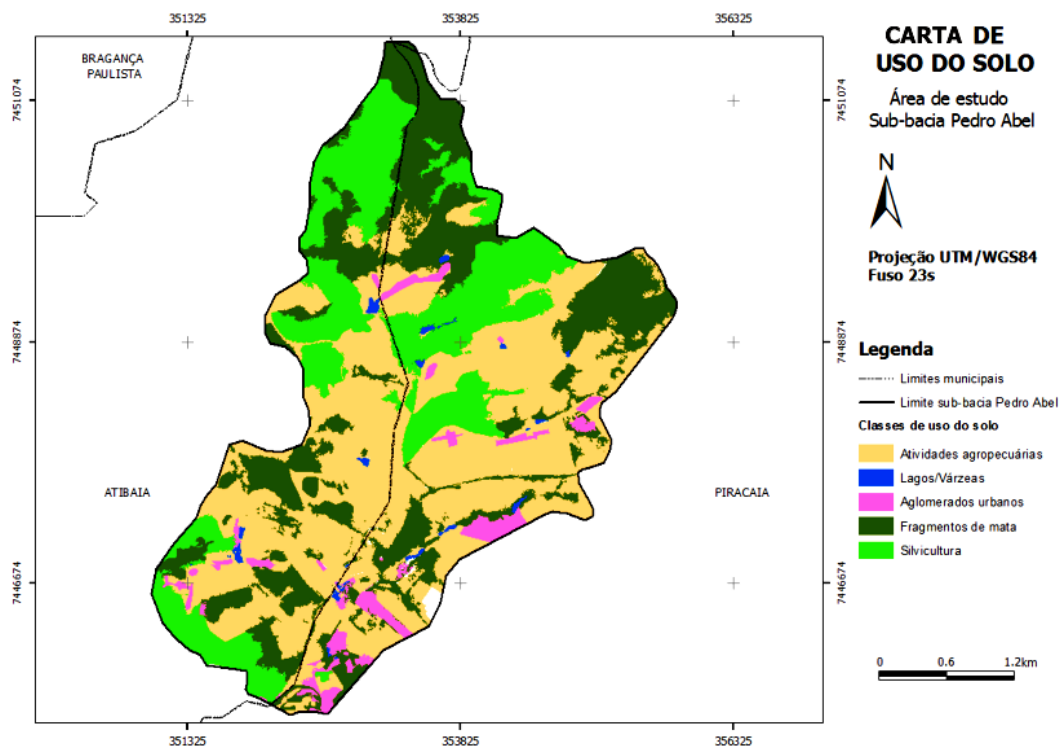 351325
353825
356325
BRAGANÇA
PAULISTA
7451074
7451074
7448874
7448874
ATIBAIA
PIRACAIA
7446674
7446674
351325
353825
356325
CARTA DE
USO DO SOLO
Área de estudo
Sub-bacia Pedro Abel
N
Projeção UTM/WGS84
Fuso 23s
Legenda
Limites municipais
Limite sub-bacia Pedro Abel
Classes de uso do solo
Atividades agropecuárias
Lagos/Várzeas
Aglomerados urbanos
Fragmentos de mata
Silvicultura
0 0.6 1.2km